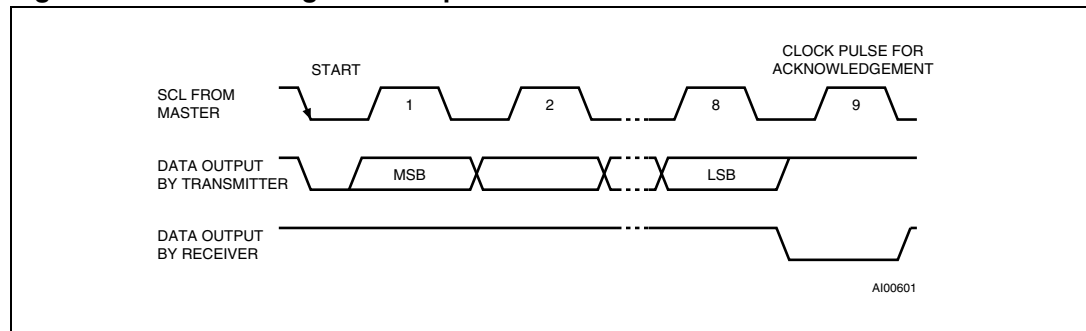 CLOCK PULSE FOR
ACKNOWLEDGEMENT
START
SCL FROM
MASTER
1
2
8
9
DATA OUTPUT
BY TRANSMITTER
MSB
LSB
DATA OUTPUT
BY RECEIVER
AI00601